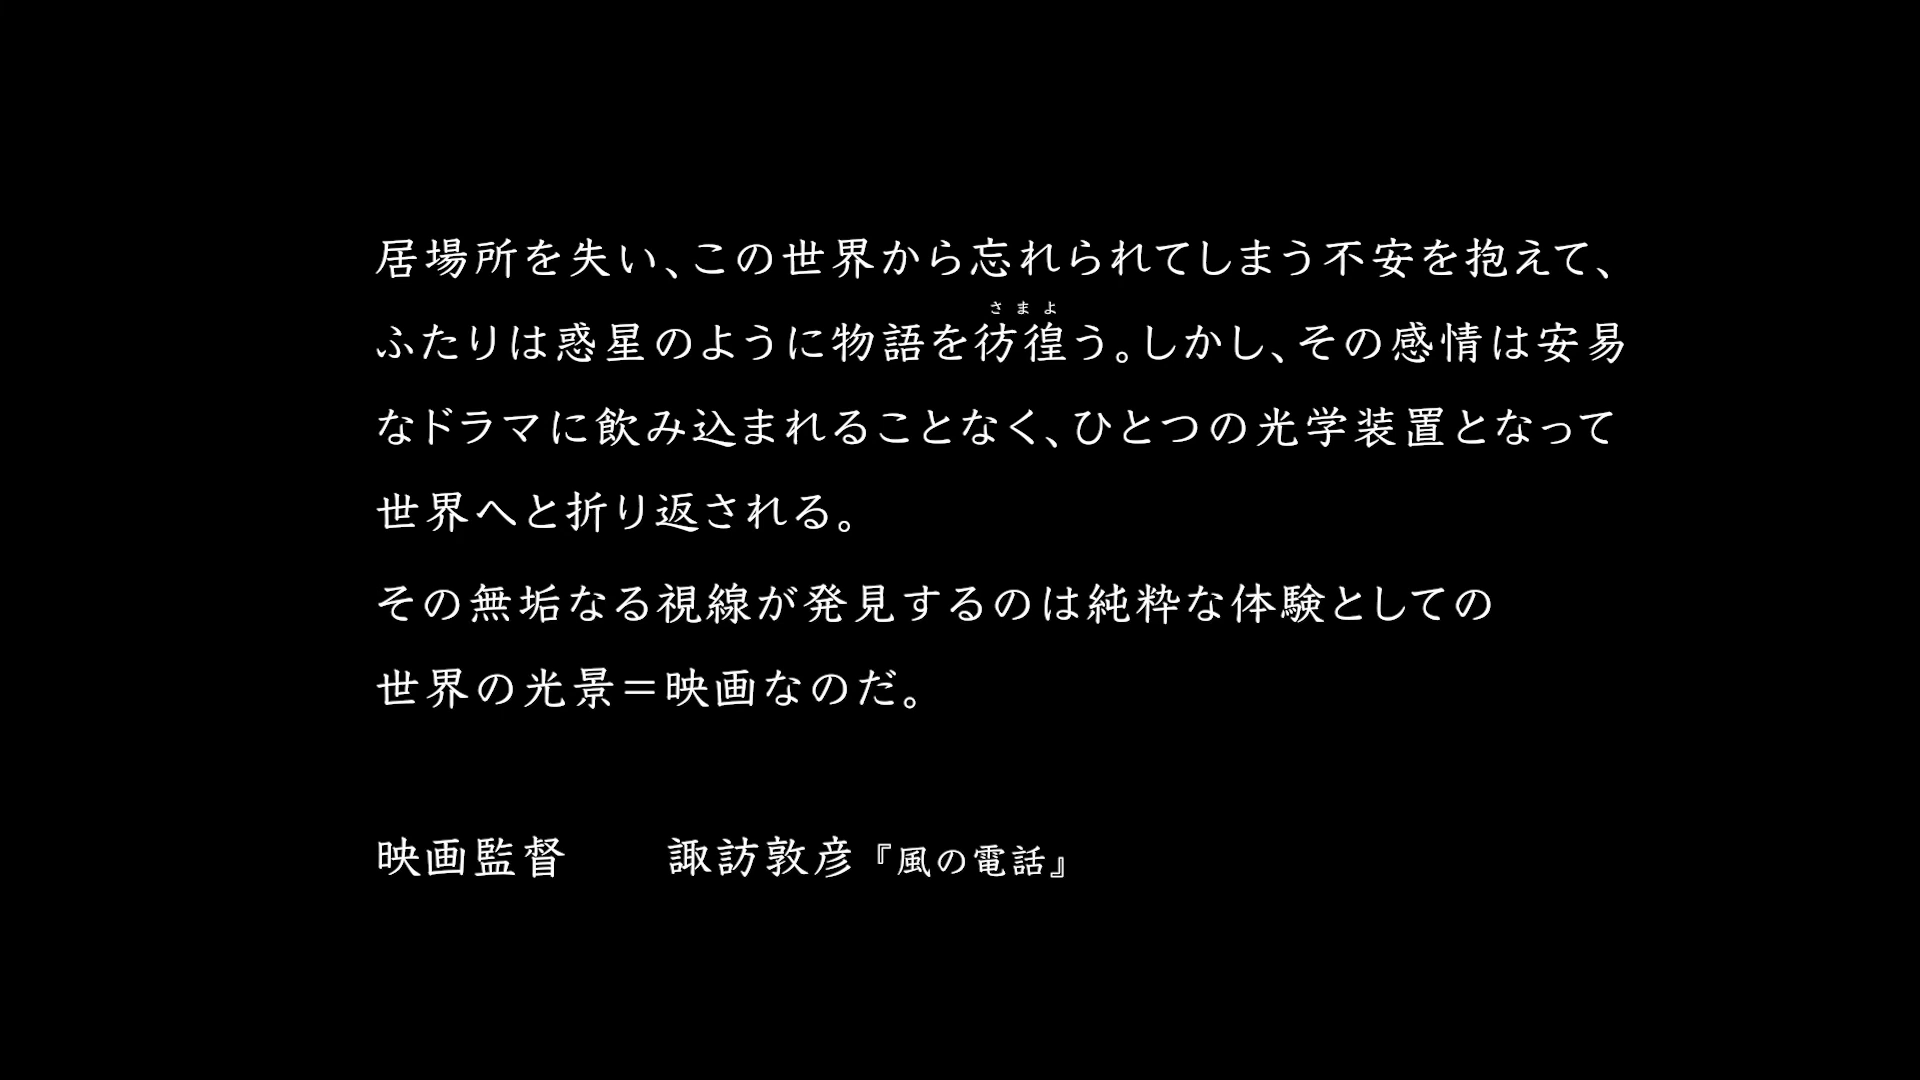 居場所を失い、この世界から忘れられてしまう不安を抱えて、
さまよ
ふたりは惑星のように物語を彷徨う。しかし、その感情は安易
なドラマに飲み込まれることなく、ひとつの光学装置となって
世界へと折り返される。
その無垢なる視線が発見するのは純粋な体験としての
世界の光景＝映画なのだ。
映画監督　　諏訪敦彦『風の電話』